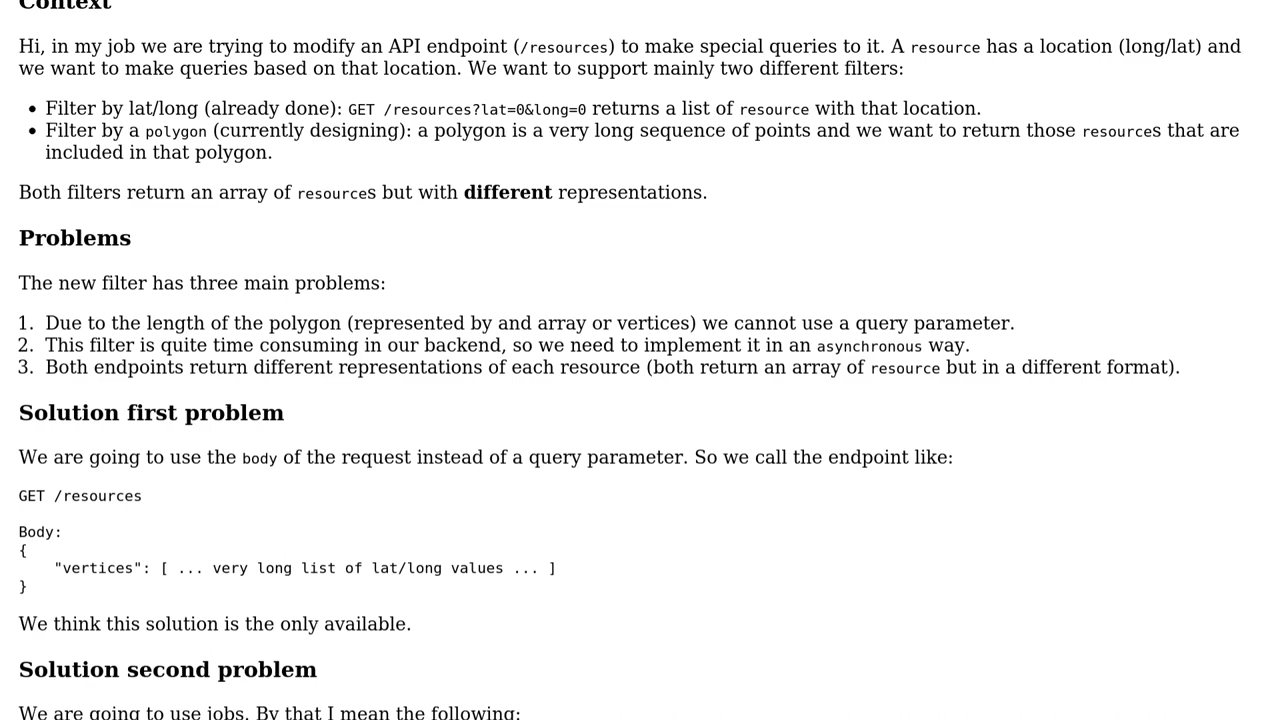 Context
Hi, in my job we are trying to modify an API endpoint (/resources) to make special queries to it. A resource has a location (long/lat) and
we want to make queries based on that location. We want to support mainly two different filters:
• Filter by lat/long (already done): GET /resources?lat=0&long=0 returns a list of resource with that location.
• Filter by a polygon (currently designing): a polygon is a very long sequence of points and we want to return those resources that are
included in that polygon.
Both filters return an array of resources but with different representations.
Problems
The new filter has three main problems:
1. Due to the length of the polygon (represented by and array or vertices) we cannot use a query parameter.
2. This filter is quite time consuming in our backend, so we need to implement it in an asynchronous way.
3. Both endpoints return different representations of each resource (both return an array of resource but in a different format).
Solution first problem
We are going to use the body of the request instead of a query parameter. So we call the endpoint like:
GET /resources
Body:
{
    "vertices": [ ... very long list of lat/long values ... ]
}
We think this solution is the only available.
Solution second problem
We are going to use jobs. By that I mean the following: